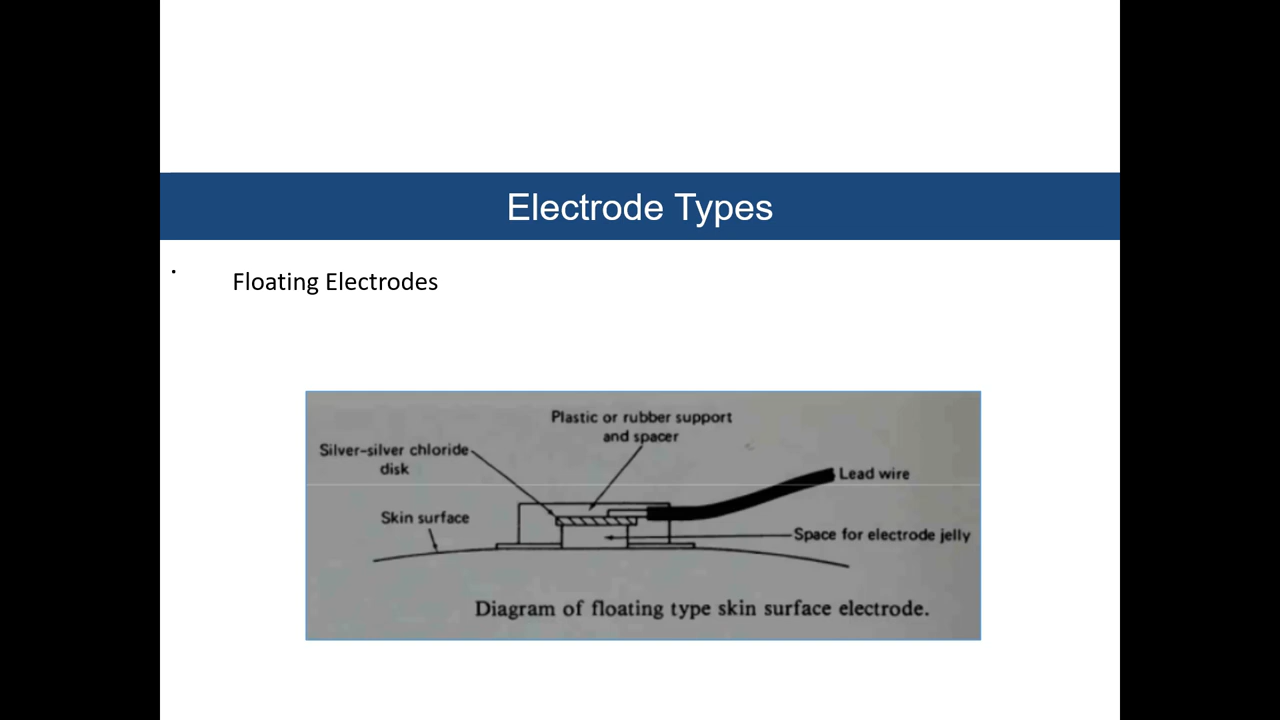 Electrode Types
Floating Electrodes
Plastic or rubber support
and spacer
Silver-silver chloride
disk
Lead wire
Skin surface
Space for electrode jelly
Diagram of floating type skin surface electrode.